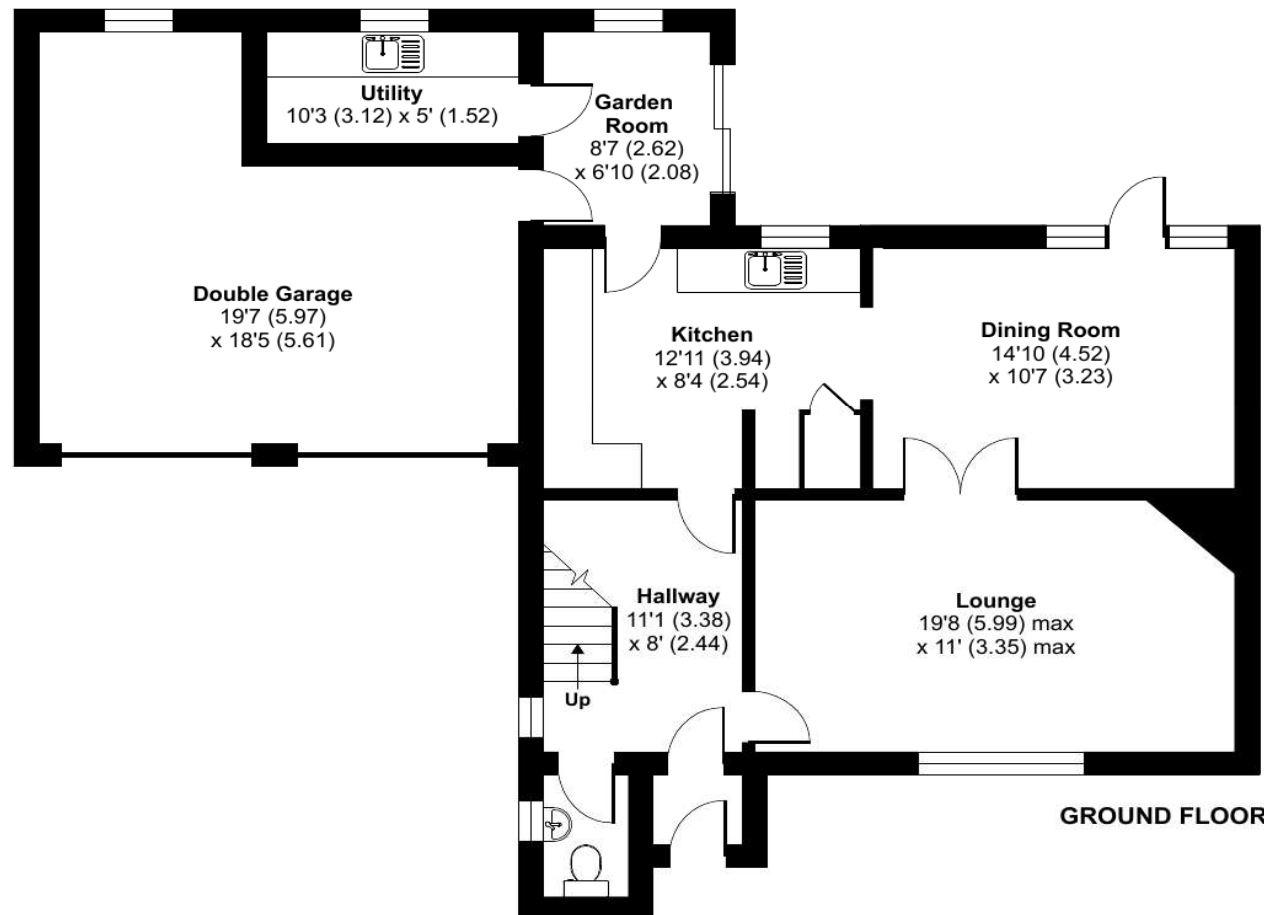 Utility
10'3 (3.12) x 5' (1.52)
Garden
Room
8'7 (2.62)
x 6'10 (2.08)
Double Garage
19'7 (5.97)
x 18'5 (5.61)
Kitchen
12'11 (3.94)
x 8'4 (2.54)
Dining Room
14'10 (4.52)
x 10'7 (3.23)
Hallway
11'1 (3.38)
x 8' (2.44)
Up
Lounge
19'8 (5.99) max
x 11' (3.35) max
GROUND FLOOR